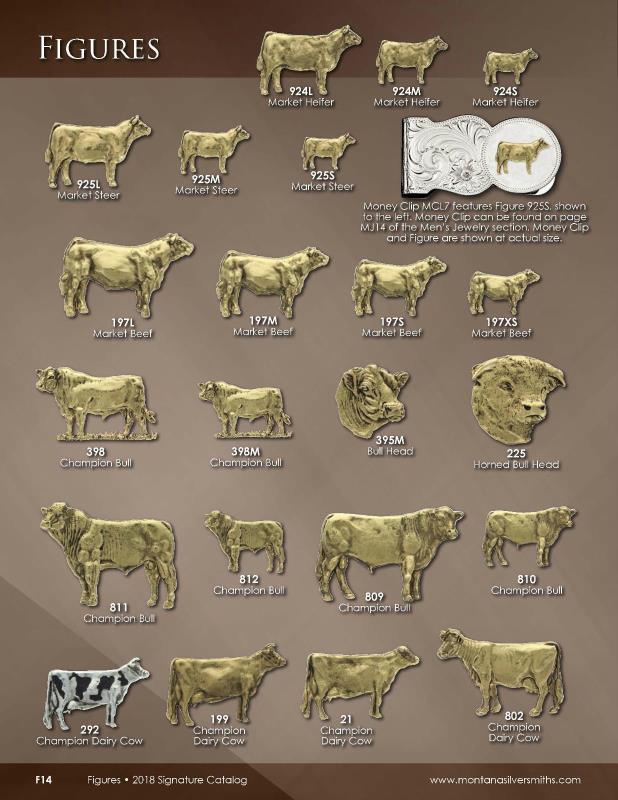 FIGURES
924L
Market Heifer
924M
Market Heifer
924S
Market Heifer
925L
Market Steer
925M
Market Steer
925S
Market Steer
Money Clip MCL7 features Figure 925S, shown
to the left. Money Clip can be found on page
MJ14 of the Men's Jewelry section. Money Clip
and Figure are shown at actual size.
197L
Market Beef
197M
Market Beef
197S
Market Beef
197XS
Market Beef
398
Champion Bull
398M
Champion Bull
395M
Bull Head
225
Horned Bull Head
811
Champion Bull
812
Champion Bull
809
Champion Bull
810
Champion Bull
292
Champion Dairy Cow
199
Champion
Dairy Cow
21
Champion
Dairy Cow
802
Champion
Dairy Cow
F14 Figures • 2018 Signature Catalog www.montanasilversmiths.com